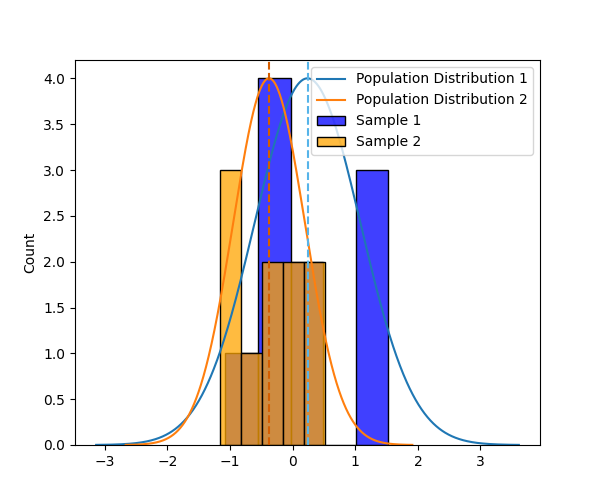 Population Distribution 1
Population Distribution 2
Sample 1
Sample 2
Count
4.0
3.5
3.0
2.5
2.0
1.5
1.0
0.5
0.0
−3 −2 −1 0 1 2 3